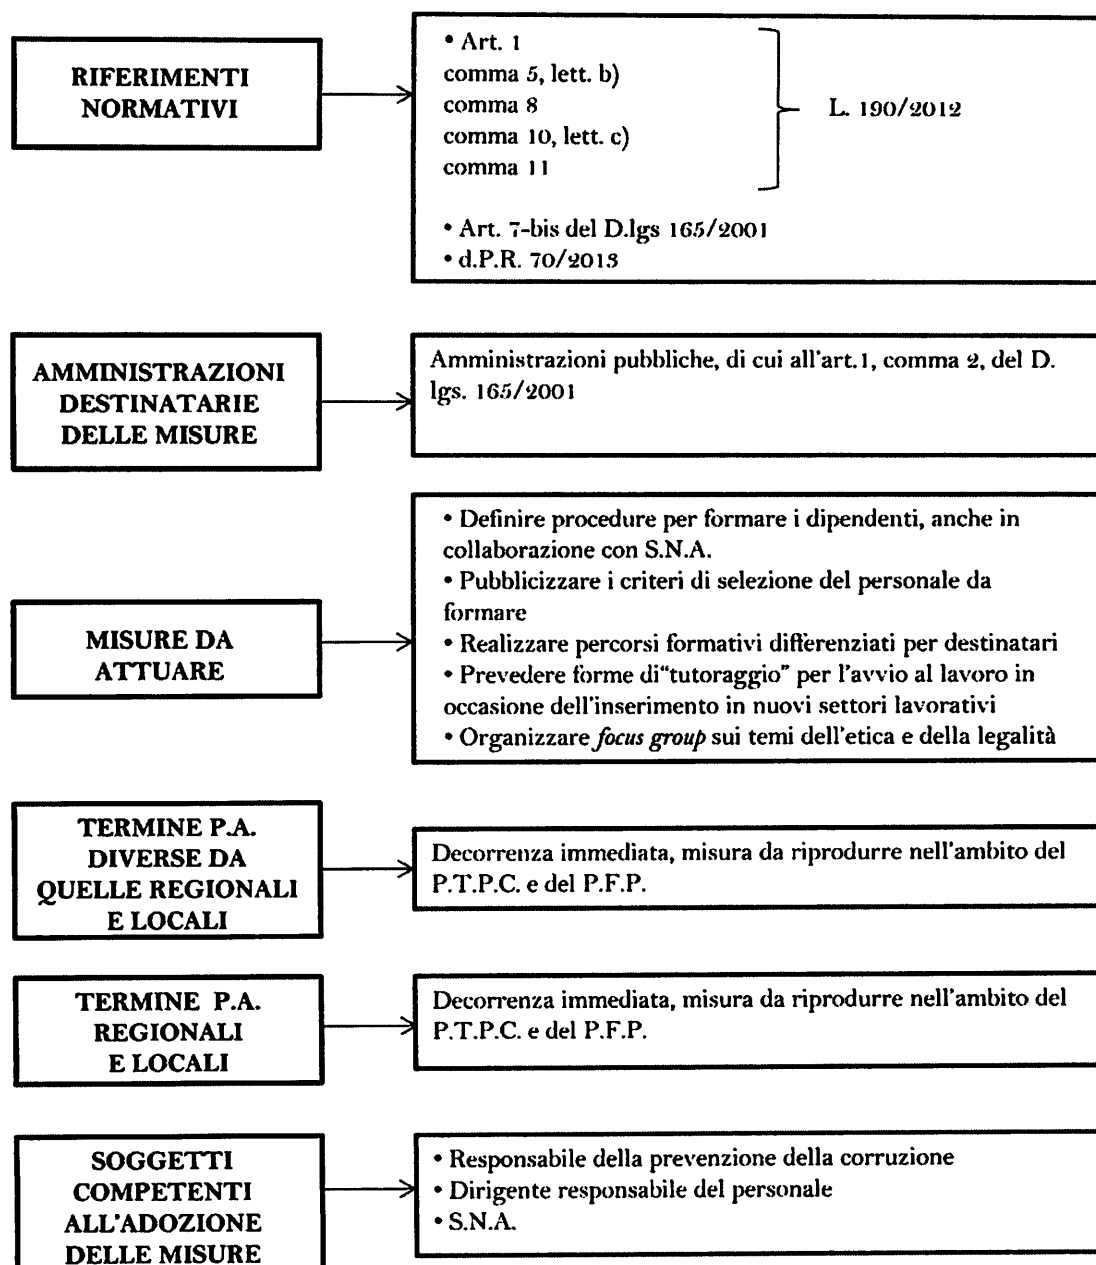 RIFERIMENTI
NORMATIVI
• Art. 1
comma 5, lett. b)
comma 8
comma 10, lett. c)
comma 11
L. 190/2012
• Art. 7-bis del D.lgs 165/2001
• d.P.R. 70/2013
AMMINISTRAZIONI
DESTINATARIE
DELLE MISURE
Amministrazioni pubbliche, di cui all'art.1, comma 2, del D.
lgs. 165/2001
MISURE DA
ATTUARE
• Definire procedure per formare i dipendenti, anche in
collaborazione con S.N.A.
• Pubblicizzare i criteri di selezione del personale da
formare
• Realizzare percorsi formativi differenziati per destinatari
• Prevedere forme di“tutoraggio” per l'avvio al lavoro in
occasione dell'inserimento in nuovi settori lavorativi
• Organizzare focus group sui temi dell'etica e della legalità
TERMINE P.A.
DIVERSE DA
QUELLE REGIONALI
E LOCALI
Decorrenza immediata, misura da riprodurre nell'ambito del
P.T.P.C. e del P.F.P.
TERMINE P.A.
REGIONALI
E LOCALI
Decorrenza immediata, misura da riprodurre nell'ambito del
P.T.P.C. e del P.F.P.
SOGGETTI
COMPETENTI
ALL'ADOZIONE
DELLE MISURE
• Responsabile della prevenzione della corruzione
• Dirigente responsabile del personale
• S.N.A.